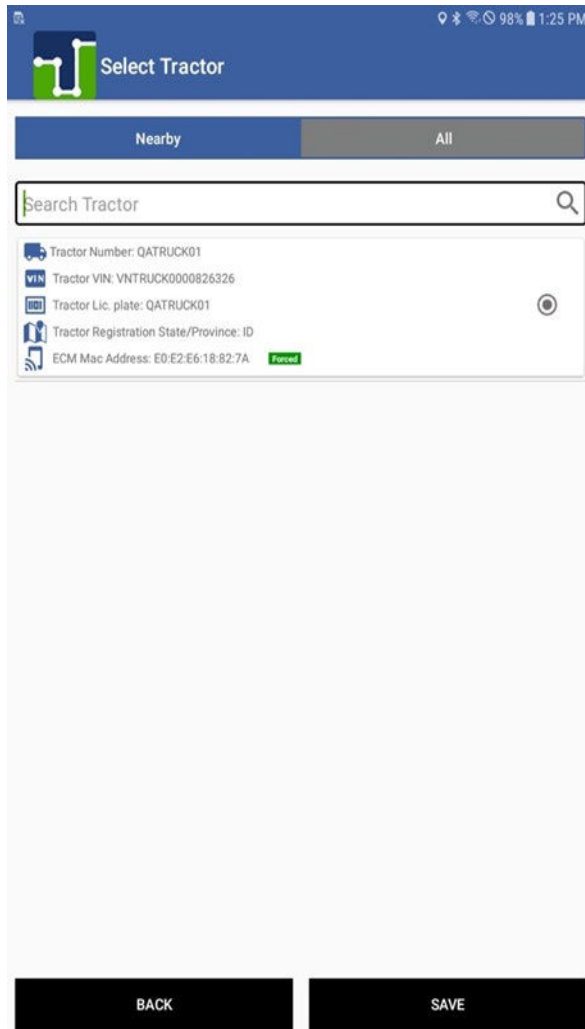 98% 1:25 PM
Select Tractor
Nearby
All
Search Tractor
Tractor Number: QATRUCK01
VIN Tractor VIN: VNTRUCK0000826326
Tractor Lic. plate: QATRUCK01
Tractor Registration State/Province: ID
ECM Mac Address: E0:E2:E6:18:82:7A Forced
BACK
SAVE